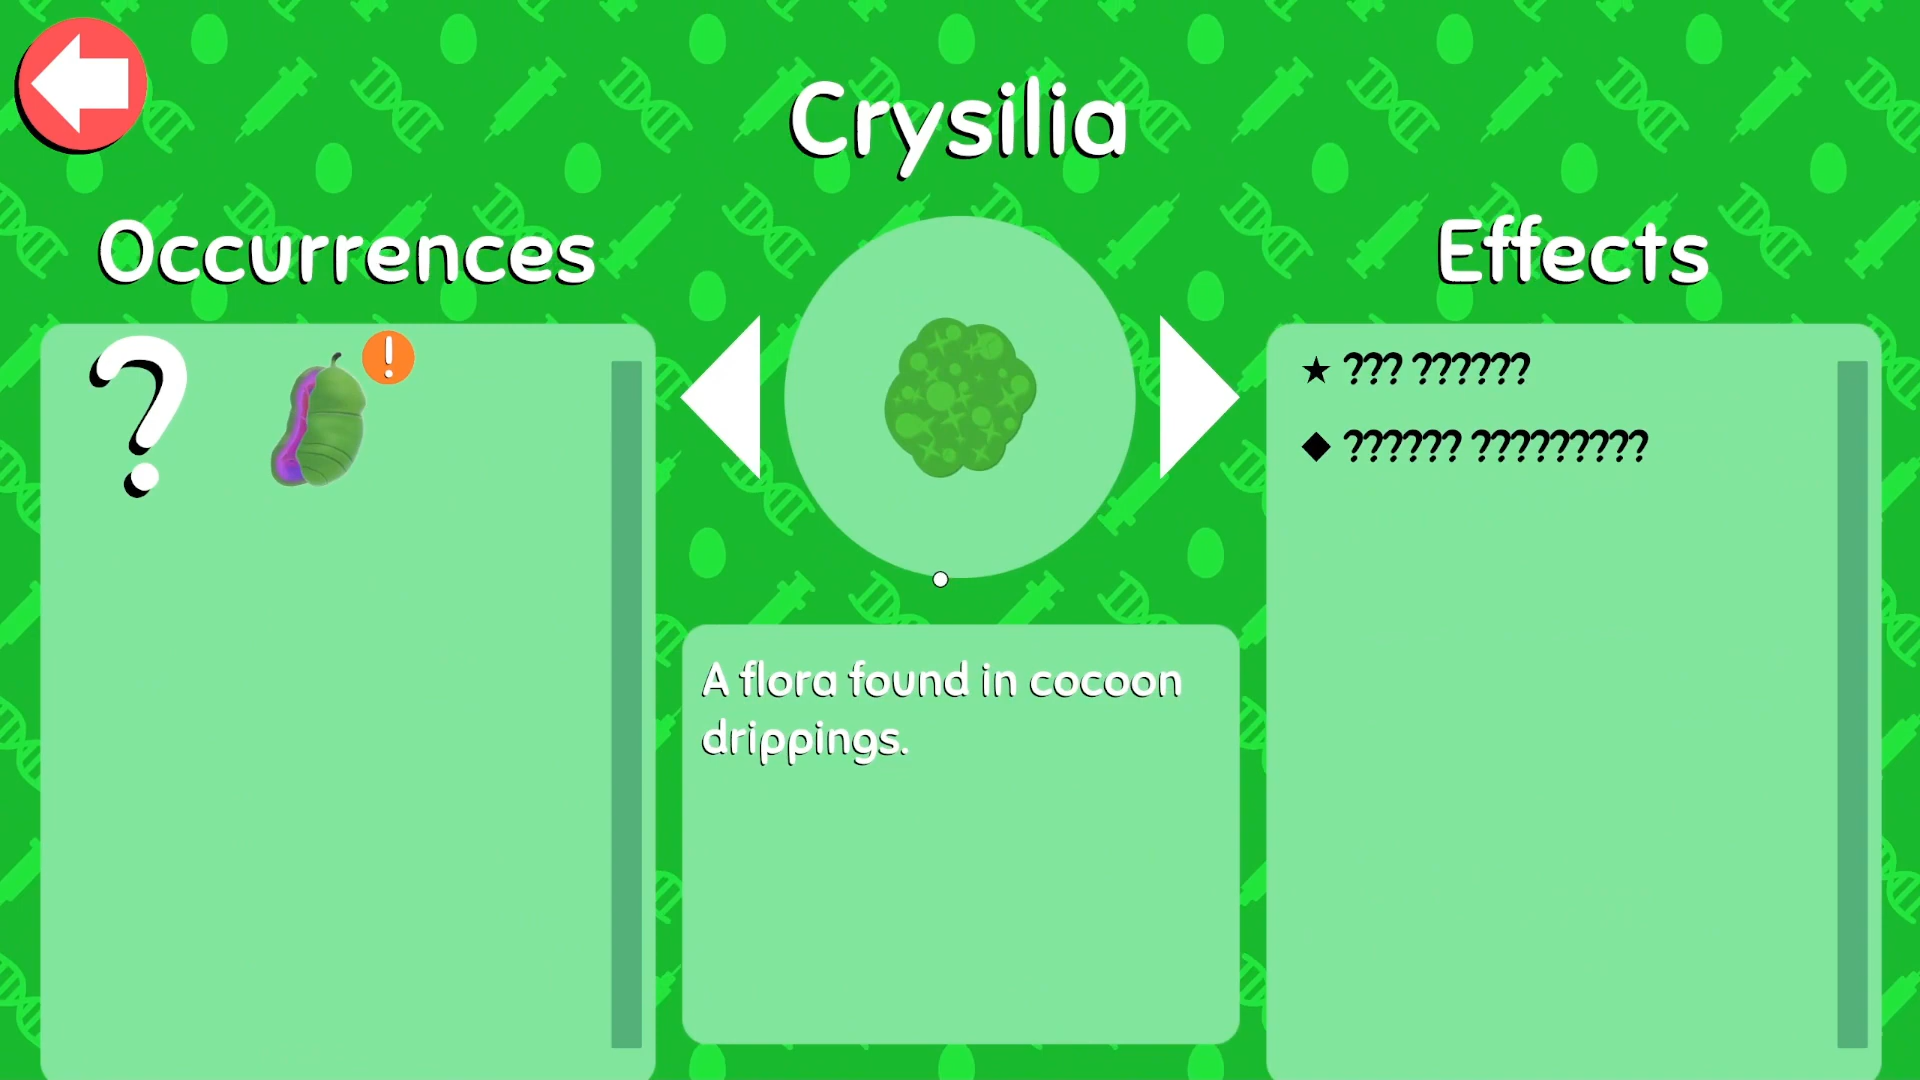 Crysilia
Occurrences
Effects
?
!
★ ??? ??????
◆ ?????? ?????????
A flora found in cocoon
drippings.